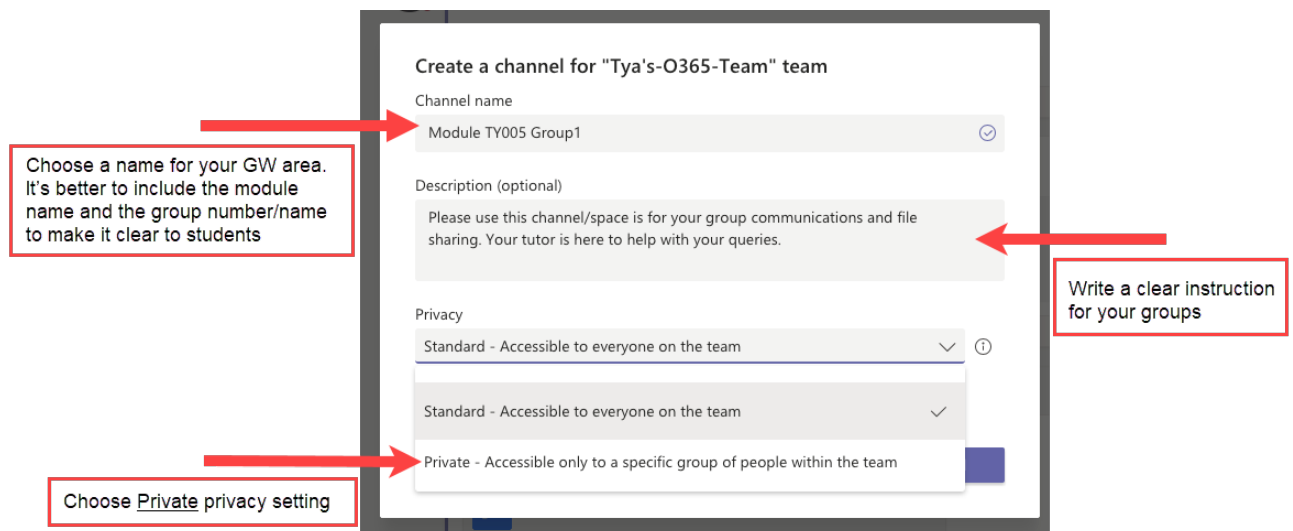 Create a channel for "Tya's-O365-Team" team
Channel name
Module TY005 Group1
Choose a name for your GW area.
It's better to include the module
name and the group number/name
to make it clear to students
Description (optional)
Please use this channel/space is for your group communications and file
sharing. Your tutor is here to help with your queries.
Write a clear instruction
for your groups
Privacy
Standard - Accessible to everyone on the team
Standard - Accessible to everyone on the team
Private - Accessible only to a specific group of people within the team
Choose Private privacy setting